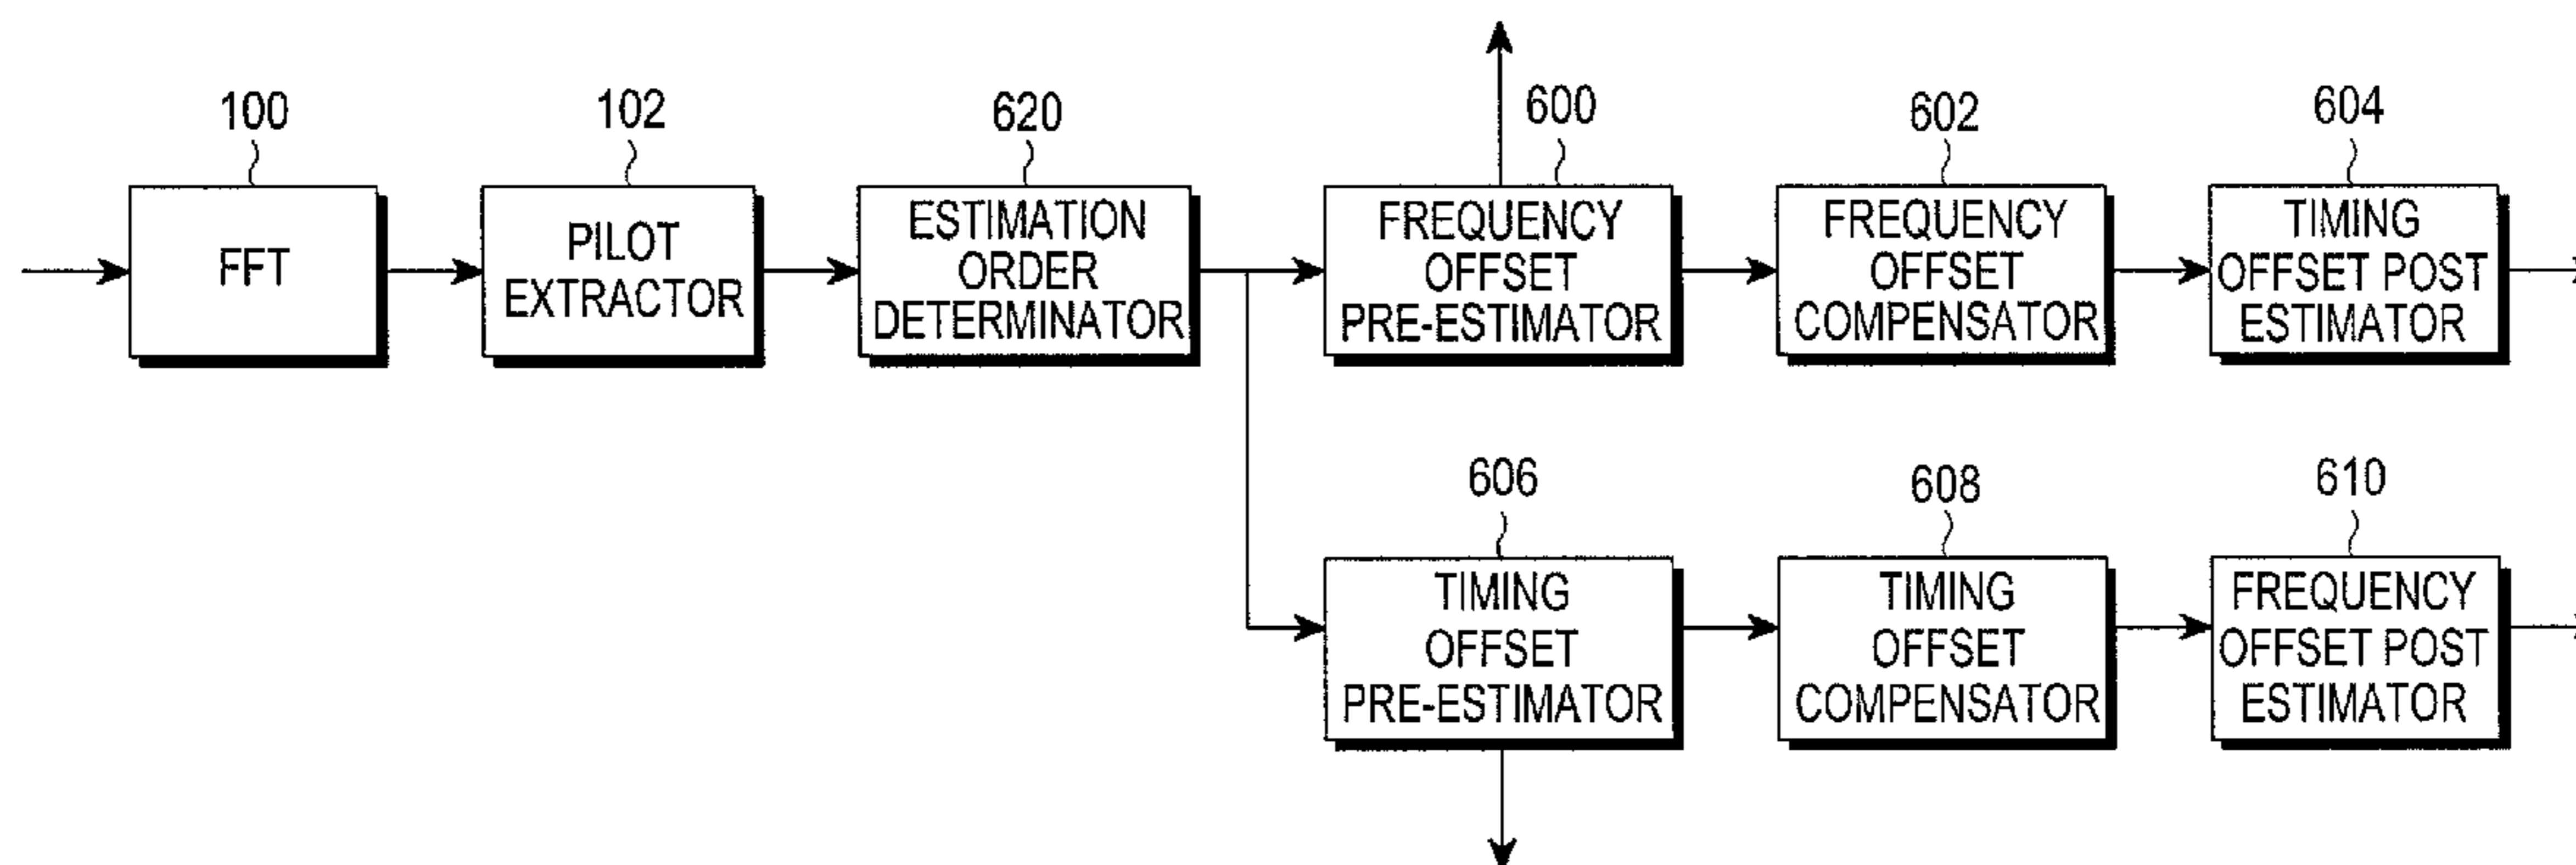 100
FFT
102
PILOT
EXTRACTOR
620
ESTIMATION
ORDER
DETERMINATOR
600
FREQUENCY
OFFSET
PRE-ESTIMATOR
602
FREQUENCY
OFFSET
COMPENSATOR
604
TIMING
OFFSET POST
ESTIMATOR
606
TIMING
OFFSET
PRE-ESTIMATOR
608
TIMING
OFFSET
COMPENSATOR
610
FREQUENCY
OFFSET POST
ESTIMATOR